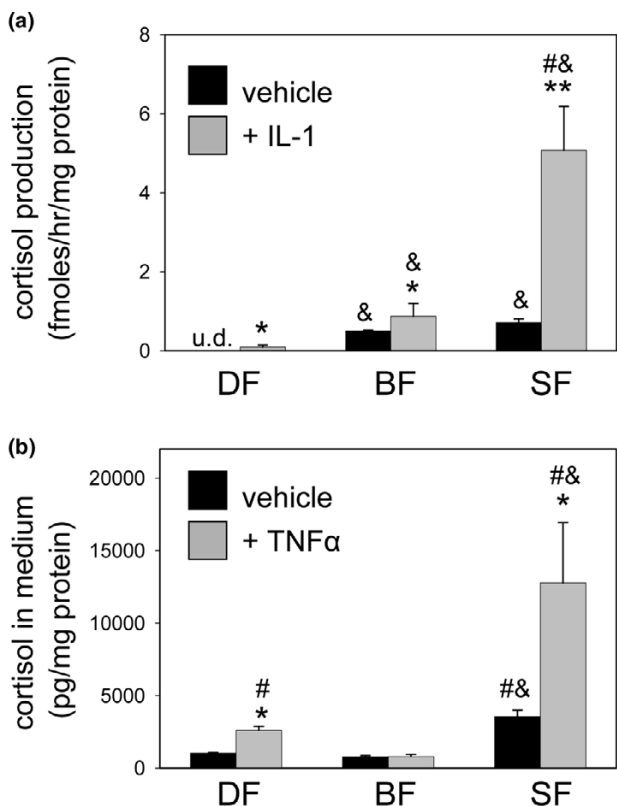 (a)
cortisol production
(fmoles/hr/mg protein)
8
6
4
2
0
vehicle
+ IL-1
u.d.
*
&
&
*
&
#&
**
DF
BF
SF
(b)
cortisol in medium
(pg/mg protein)
20000
15000
10000
5000
0
vehicle
+ TNFα
#
*
#&
#&
*
DF
BF
SF